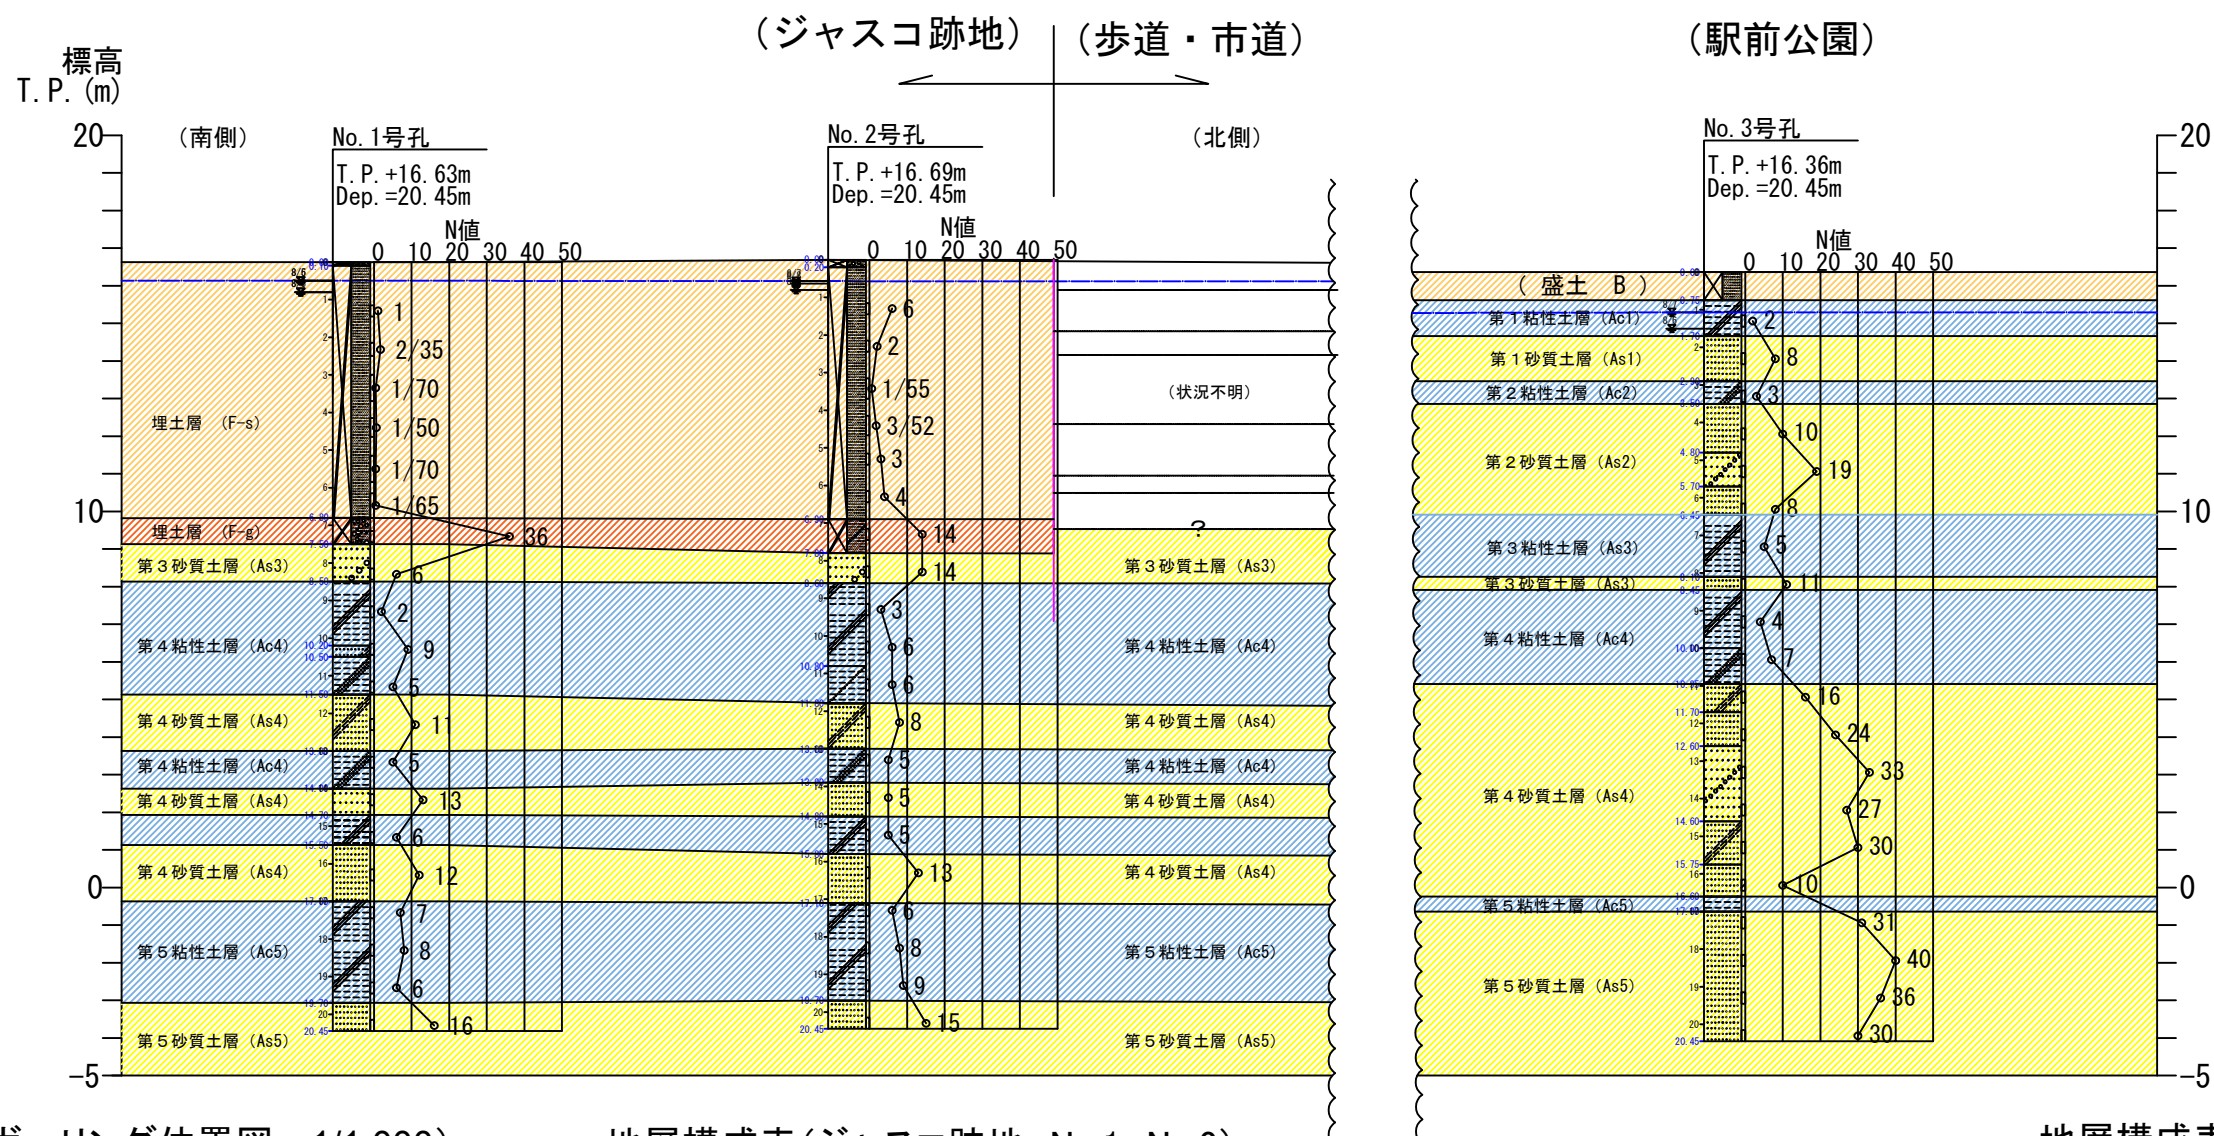 （ジャスコ跡地）
（歩道・市道）
（駅前公園）
標高
T.P.(m)
20
10
0
-5
（南側）
No.1号孔
T.P.+16.63m
Dep.=20.45m
N値
0 10 20 30 40 50
1
2/35
1/70
1/50
1/70
1/65
36
6
2
9
5
11
5
13
6
12
7
8
6
16
埋土層 （F-s）
埋土層 （F-g）
第３砂質土層（As3）
第４粘性土層（Ac4）
第４砂質土層（As4）
第４粘性土層（Ac4）
第４砂質土層（As4）
第４砂質土層（As4）
第５粘性土層（Ac5）
第５砂質土層（As5）
No.2号孔
T.P.+16.69m
Dep.=20.45m
N値
0 10 20 30 40 50
6
2
1/55
3/52
3
4
14
14
3
6
6
8
5
5
5
13
6
8
9
15
（北側）
（状況不明）
?
第３砂質土層（As3）
第４粘性土層（Ac4）
第４砂質土層（As4）
第４粘性土層（Ac4）
第４砂質土層（As4）
第４砂質土層（As4）
第５粘性土層（Ac5）
第５砂質土層（As5）
No.3号孔
T.P.+16.36m
Dep.=20.45m
N値
0 10 20 30 40 50
（ 盛土 B ）
第１粘性土層（Ac1）
第１砂質土層（As1）
第２粘性土層（Ac2）
第２砂質土層（As2）
第３粘性土層（As3）
第３砂質土層（As3）
第４粘性土層（Ac4）
第４砂質土層（As4）
第５粘性土層（Ac5）
第５砂質土層（As5）
2
8
3
10
19
8
5
11
4
7
16
24
33
27
30
10
31
40
36
30
20
10
0
-5